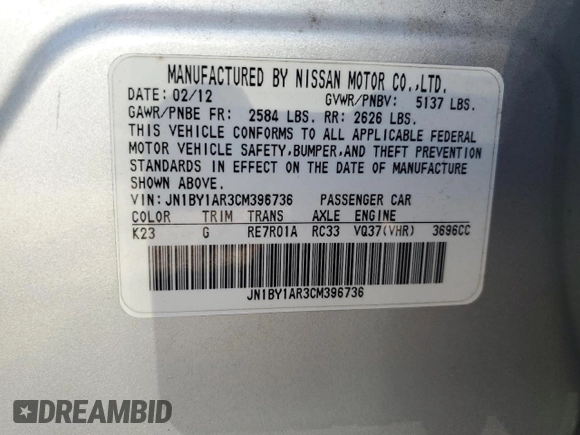 MANUFACTURED BY NISSAN MOTOR CO.,LTD.
DATE: 02/12 GVWR/PNBV: 5137 LBS.
GAWR/PNBE FR: 2584 LBS. RR: 2626 LBS.
THIS VEHICLE CONFORMS TO ALL APPLICABLE FEDERAL
MOTOR VEHICLE SAFETY,BUMPER,AND THEFT PREVENTION
STANDARDS IN EFFECT ON THE DATE OF MANUFACTURE
SHOWN ABOVE.
VIN: JN1BY1AR3CM396736 PASSENGER CAR
COLOR TRIM TRANS AXLE ENGINE
K23 G RE7R01A RC33 VQ37(VHR) 3696CC
JN1BY1AR3CM396736
DREAMBID